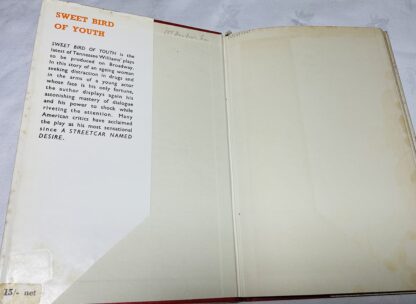 SWEET BIRD
OF YOUTH
SWEET BIRD OF YOUTH is the
latest of Tennessee Williams' plays
to be produced on Broadway.
In this story of an ageing woman
seeking distraction in drugs and
in the arms of a young actor
whose face is his only fortune,
the author displays again his
astonishing mastery of dialogue
and his power to shock while
riveting the attention. Many
American critics have acclaimed
the play as his most sensational
since A STREETCAR NAMED
DESIRE.
15/- net